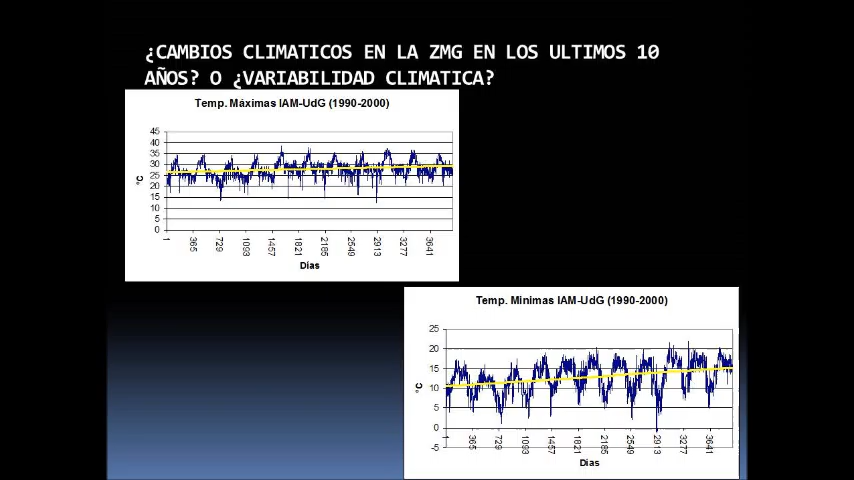 ¿CAMBIOS CLIMATICOS EN LA ZMG EN LOS ULTIMOS 10
AÑOS? O ¿VARIABILIDAD CLIMATICA?
Temp. Máximas IAM-UdG (1990-2000)
45
40
35
30
25
20
15
10
5
0
°C
1 365 729 1093 1457 1821 2185 2549 2913 3277 3641
Días
Temp. Mínimas IAM-UdG (1990-2000)
25
20
15
10
5
0
-5
°C
1 365 729 1093 1457 1821 2185 2549 2913 3277 3641
Días